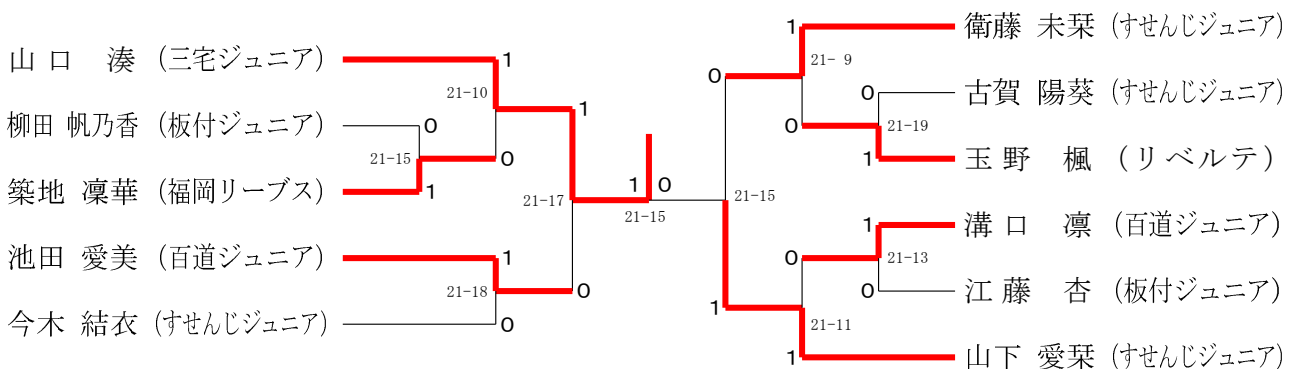 山口 湊 (三宅ジュニア)
柳田 帆乃香 (板付ジュニア)
築地 凜華 (福岡リーブス)
池田 愛美 (百道ジュニア)
今木 結衣 (すせんじジュニア)
1
21-10
0
21-15
1
0
1
21-17
1
21-18
0
0
1 0
21-15
衛藤 未栞 (すせんじジュニア)
古賀 陽葵 (すせんじジュニア)
玉野 楓 (リベルテ)
溝口 凛 (百道ジュニア)
江藤 杏 (板付ジュニア)
山下 愛栞 (すせんじジュニア)
1
21- 9
0
0
21-19
0
1
21-15
1
0
21-13
0
1
21-11
1